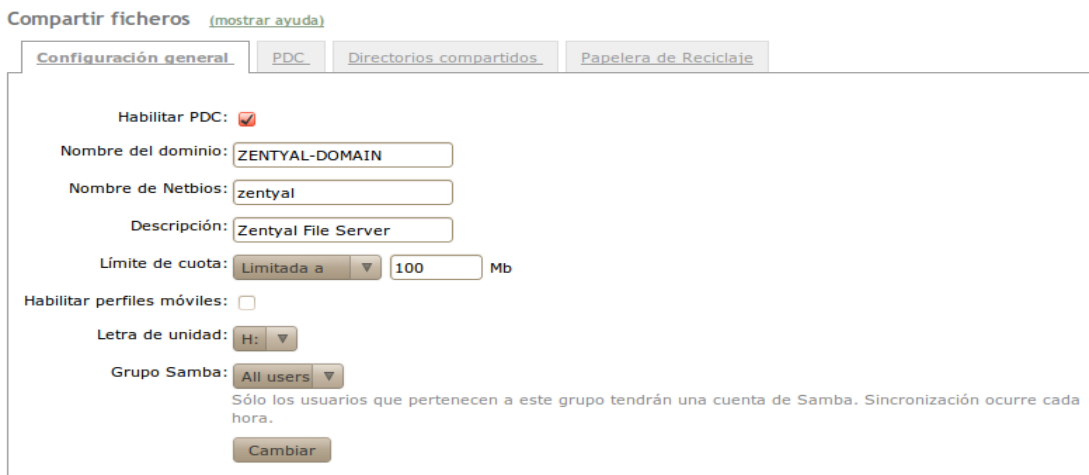 Compartir ficheros (mostrar ayuda)
Configuración general PDC Directorios compartidos Papelera de Reciclaje
Habilitar PDC:
Nombre del dominio: ZENTYAL-DOMAIN
Nombre de Netbios: zentyal
Descripción: Zentyal File Server
Límite de cuota: Limitada a 100 Mb
Habilitar perfiles móviles:
Letra de unidad: H:
Grupo Samba: All users
Sólo los usuarios que pertenecen a este grupo tendrán una cuenta de Samba. Sincronización ocurre cada
hora.
Cambiar